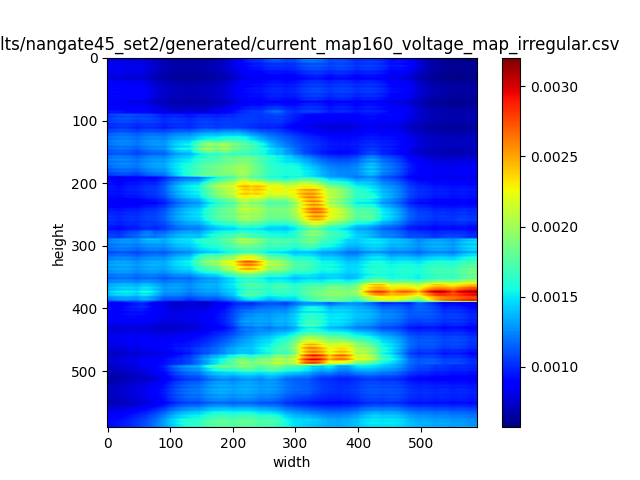 lts/nangate45_set2/generated/current_map160_voltage_map_irregular.csv
0
100
200
300
400
500
height
0 100 200 300 400 500
width
0.0030
0.0025
0.0020
0.0015
0.0010